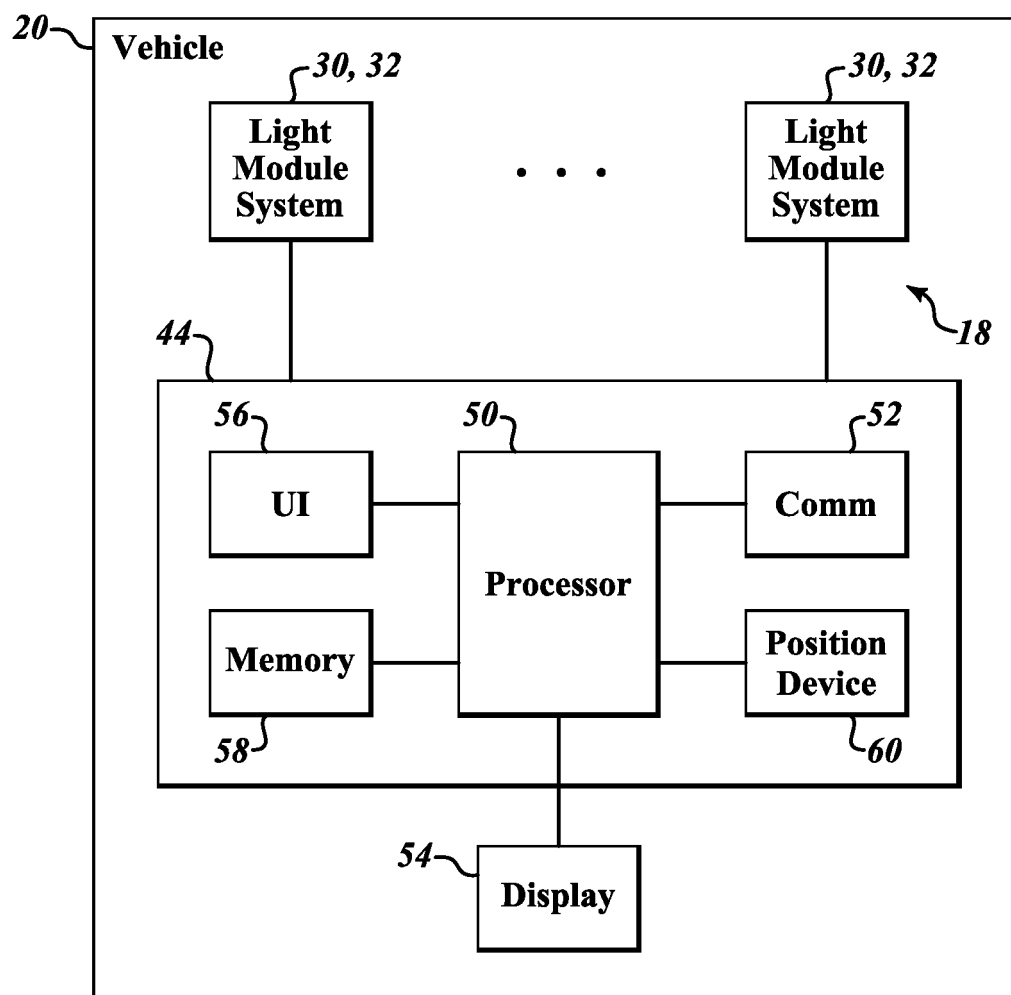 20
Vehicle
30, 32
30, 32
Light
Module
System
. . .
Light
Module
System
18
44
56
50
52
UI
Processor
Comm
Memory
Position
Device
58
60
54
Display